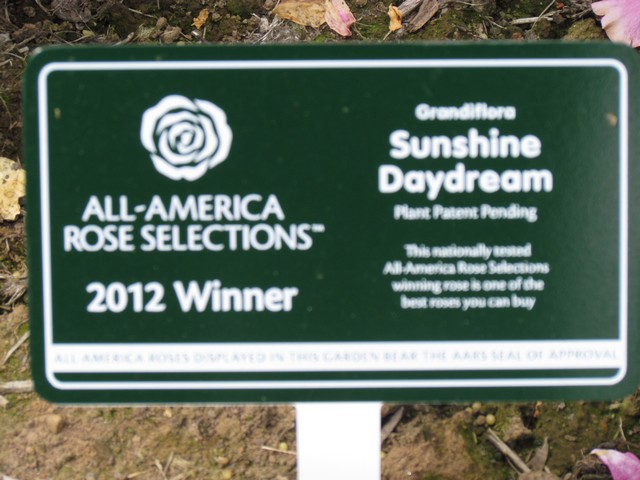 ALL-AMERICA
ROSE SELECTIONS™
2012 Winner
Grandiflora
Sunshine
Daydream
Plant Patent Pending
This nationally tested
All-America Rose Selections
winning rose is one of the
best roses you can buy
ALL-AMERICA ROSES DISPLAYED IN THIS GARDEN BEAR THE AARS SEAL OF APPROVAL